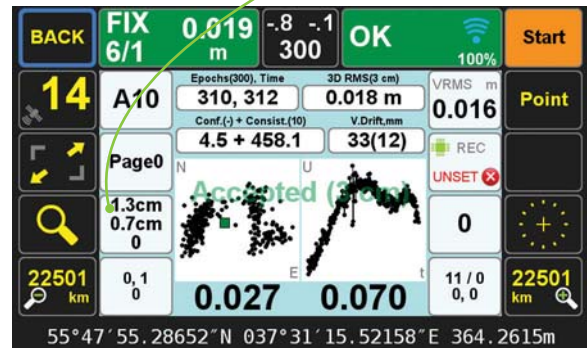 BACK
FIX 6/1
0.019 m
-.8 -.1
300
OK
100%
Start
14
A10
Epochs(300), Time
310, 312
3D RMS(3 cm)
0.018 m
VRMS m
0.016
Point
Conf.(-) + Consist.(10)
4.5 + 458.1
V.Drift,mm
33(12)
Page0
REC
UNSET
N
U
Accepted (3 cm)
1.3cm
0.7cm
0
0
22501
km
0, 1
0
E
t
0.027
0.070
11 / 0
0, 0
22501
km
55°47′55.28652″N 037°31′15.52158″E 364.2615m